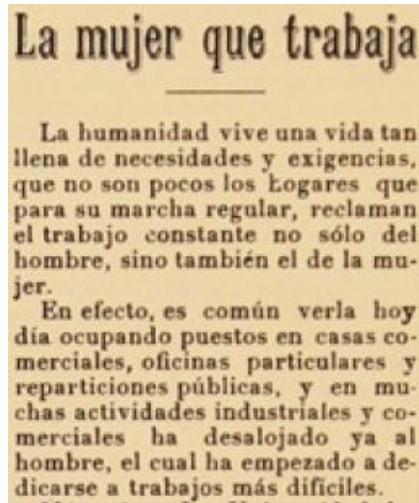 La mujer que trabaja
La humanidad vive una vida tan
llena de necesidades y exigencias,
que no son pocos los Logares que
para su marcha regular, reclaman
el trabajo constante no sólo del
hombre, sino también el de la mu-
jer.
En efecto, es común verla hoy
día ocupando puestos en casas co-
merciales, oficinas particulares y
reparticiones públicas, y en mu-
chas actividades industriales y co-
merciales ha desalojado ya al
hombre, el cual ha empezado a de-
dicarse a trabajos más difíciles.